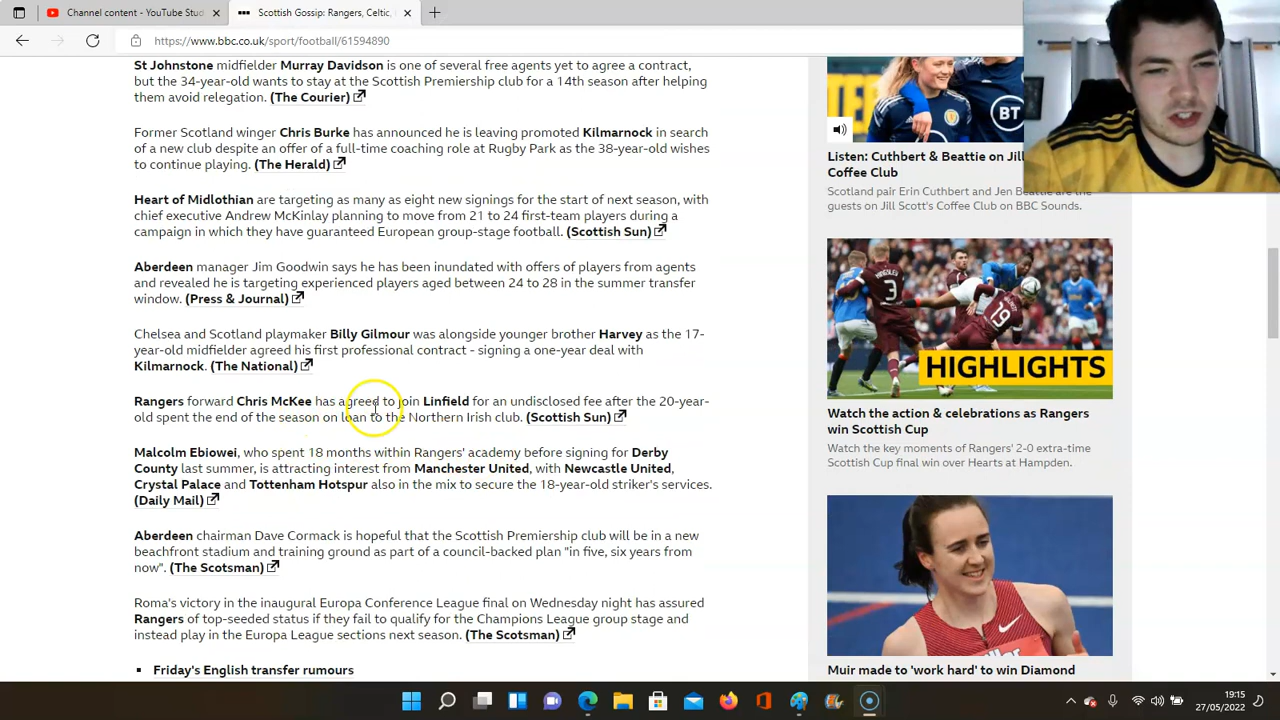 Channel content - YouTube Stud
Scottish Gossip: Rangers, Celtic,
https://www.bbc.co.uk/sport/football/61594890
St Johnstone midfielder Murray Davidson is one of several free agents yet to agree a contract,
but the 34-year-old wants to stay at the Scottish Premiership club for a 14th season after helping
them avoid relegation. (The Courier)
Former Scotland winger Chris Burke has announced he is leaving promoted Kilmarnock in search
of a new club despite an offer of a full-time coaching role at Rugby Park as the 38-year-old wishes
to continue playing. (The Herald)
Heart of Midlothian are targeting as many as eight new signings for the start of next season, with
chief executive Andrew McKinlay planning to move from 21 to 24 first-team players during a
campaign in which they have guaranteed European group-stage football. (Scottish Sun)
Aberdeen manager Jim Goodwin says he has been inundated with offers of players from agents
and revealed he is targeting experienced players aged between 24 to 28 in the summer transfer
window. (Press & Journal)
Chelsea and Scotland playmaker Billy Gilmour was alongside younger brother Harvey as the 17-
year-old midfielder agreed his first professional contract - signing a one-year deal with
Kilmarnock. (The National)
Rangers forward Chris McKee has agreed to join Linfield for an undisclosed fee after the 20-year-
old spent the end of the season on loan to the Northern Irish club. (Scottish Sun)
Malcolm Ebiowei, who spent 18 months within Rangers' academy before signing for Derby
County last summer, is attracting interest from Manchester United, with Newcastle United,
Crystal Palace and Tottenham Hotspur also in the mix to secure the 18-year-old striker's services.
(Daily Mail)
Aberdeen chairman Dave Cormack is hopeful that the Scottish Premiership club will be in a new
beachfront stadium and training ground as part of a council-backed plan "in five, six years from
now". (The Scotsman)
Roma's victory in the inaugural Europa Conference League final on Wednesday night has assured
Rangers of top-seeded status if they fail to qualify for the Champions League group stage and
instead play in the Europa League sections next season. (The Scotsman)
Friday's English transfer rumours
BT
Listen: Cuthbert & Beattie on Jill
Coffee Club
Scotland pair Erin Cuthbert and Jen Beattie are the
guests on Jill Scott's Coffee Club on BBC Sounds.
3
19
HIGHLIGHTS
Watch the action & celebrations as Rangers
win Scottish Cup
Watch the key moments of Rangers' 2-0 extra-time
Scottish Cup final win over Hearts at Hampden.
Muir made to 'work hard' to win Diamond
19:15
27/05/2022